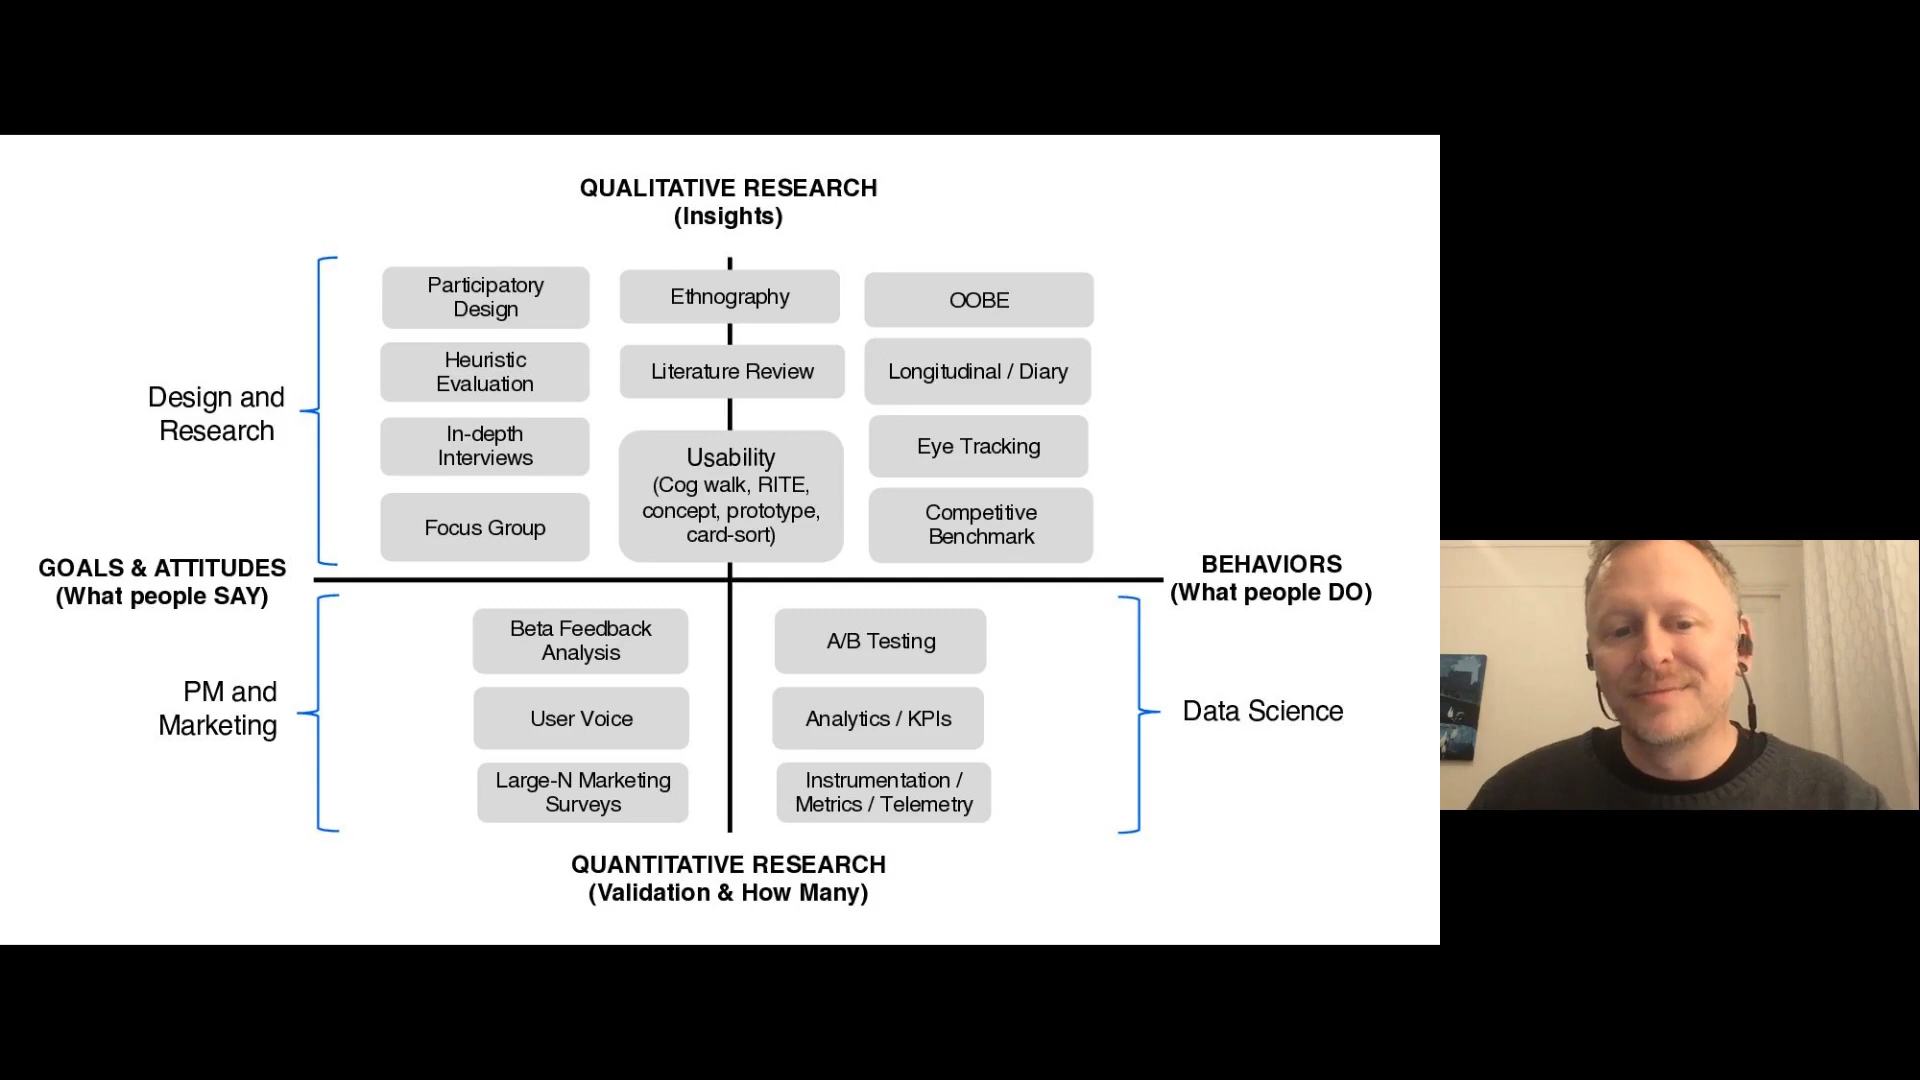 QUALITATIVE RESEARCH
(Insights)
Participatory
Design
Ethnography
OOBE
Heuristic
Evaluation
Literature Review
Longitudinal / Diary
Design and
Research
In-depth
Interviews
Usability
(Cog walk, RITE,
concept, prototype,
card-sort)
Eye Tracking
Focus Group
Competitive
Benchmark
GOALS & ATTITUDES
(What people SAY)
BEHAVIORS
(What people DO)
Beta Feedback
Analysis
A/B Testing
PM and
Marketing
User Voice
Analytics / KPIs
Data Science
Large-N Marketing
Surveys
Instrumentation /
Metrics / Telemetry
QUANTITATIVE RESEARCH
(Validation & How Many)